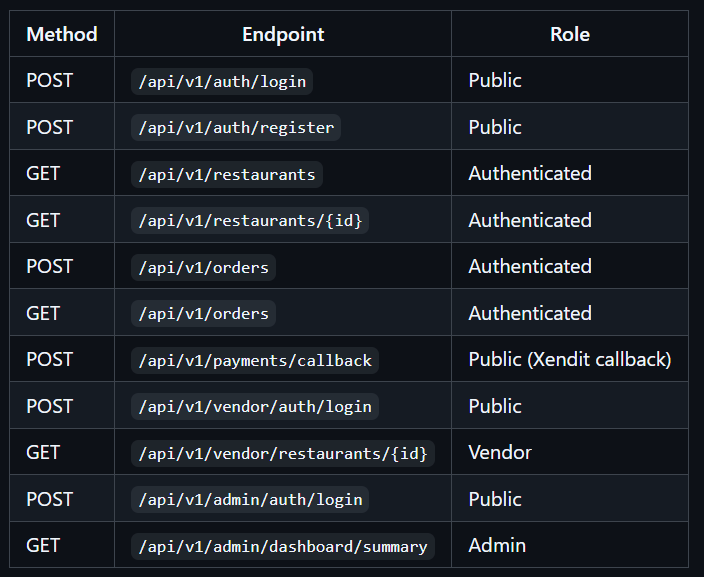 Method Endpoint Role
POST /api/v1/auth/login Public
POST /api/v1/auth/register Public
GET /api/v1/restaurants Authenticated
GET /api/v1/restaurants/{id} Authenticated
POST /api/v1/orders Authenticated
GET /api/v1/orders Authenticated
POST /api/v1/payments/callback Public (Xendit callback)
POST /api/v1/vendor/auth/login Public
GET /api/v1/vendor/restaurants/{id} Vendor
POST /api/v1/admin/auth/login Public
GET /api/v1/admin/dashboard/summary Admin